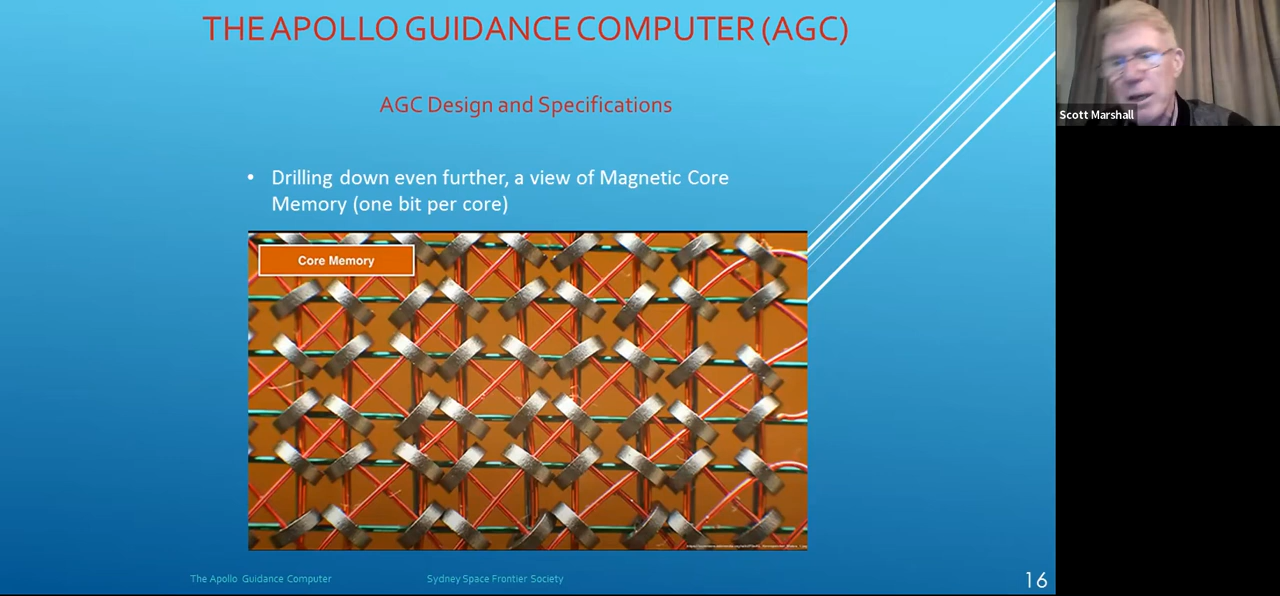 THE APOLLO GUIDANCE COMPUTER (AGC)
Scott Marshall
AGC Design and Specifications
• Drilling down even further, a view of Magnetic Core
Memory (one bit per core)
Core Memory
The Apollo Guidance Computer
Sydney Space Frontier Society
16